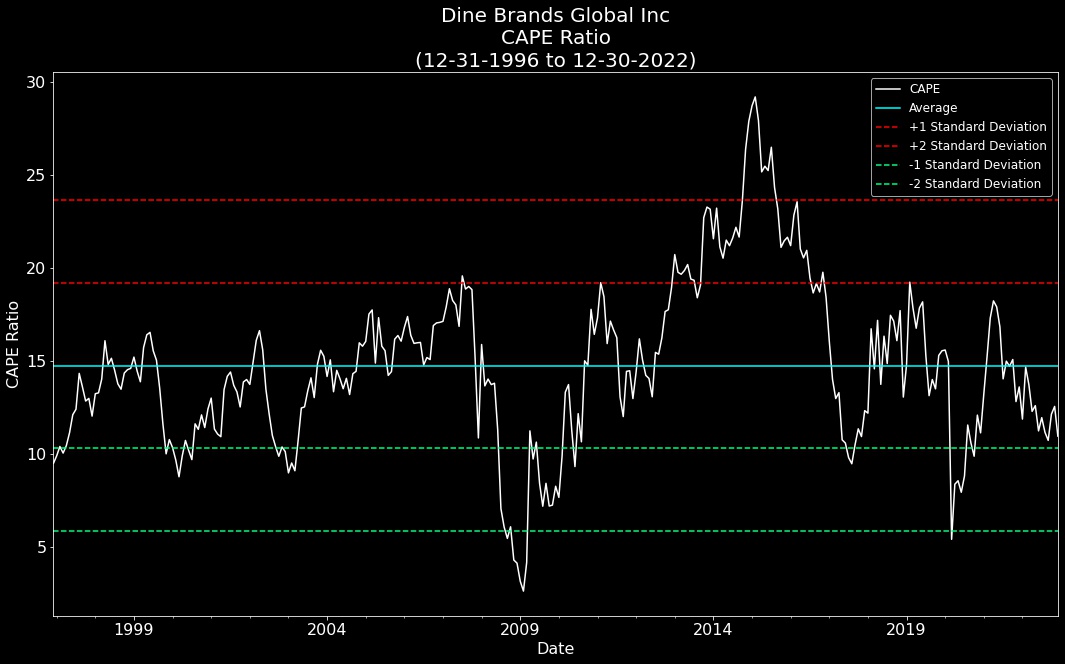 Dine Brands Global Inc
CAPE Ratio
(12-31-1996 to 12-30-2022)
CAPE
Average
+1 Standard Deviation
+2 Standard Deviation
-1 Standard Deviation
-2 Standard Deviation
30
25
20
15
10
5
CAPE Ratio
1999
2004
2009
2014
2019
Date